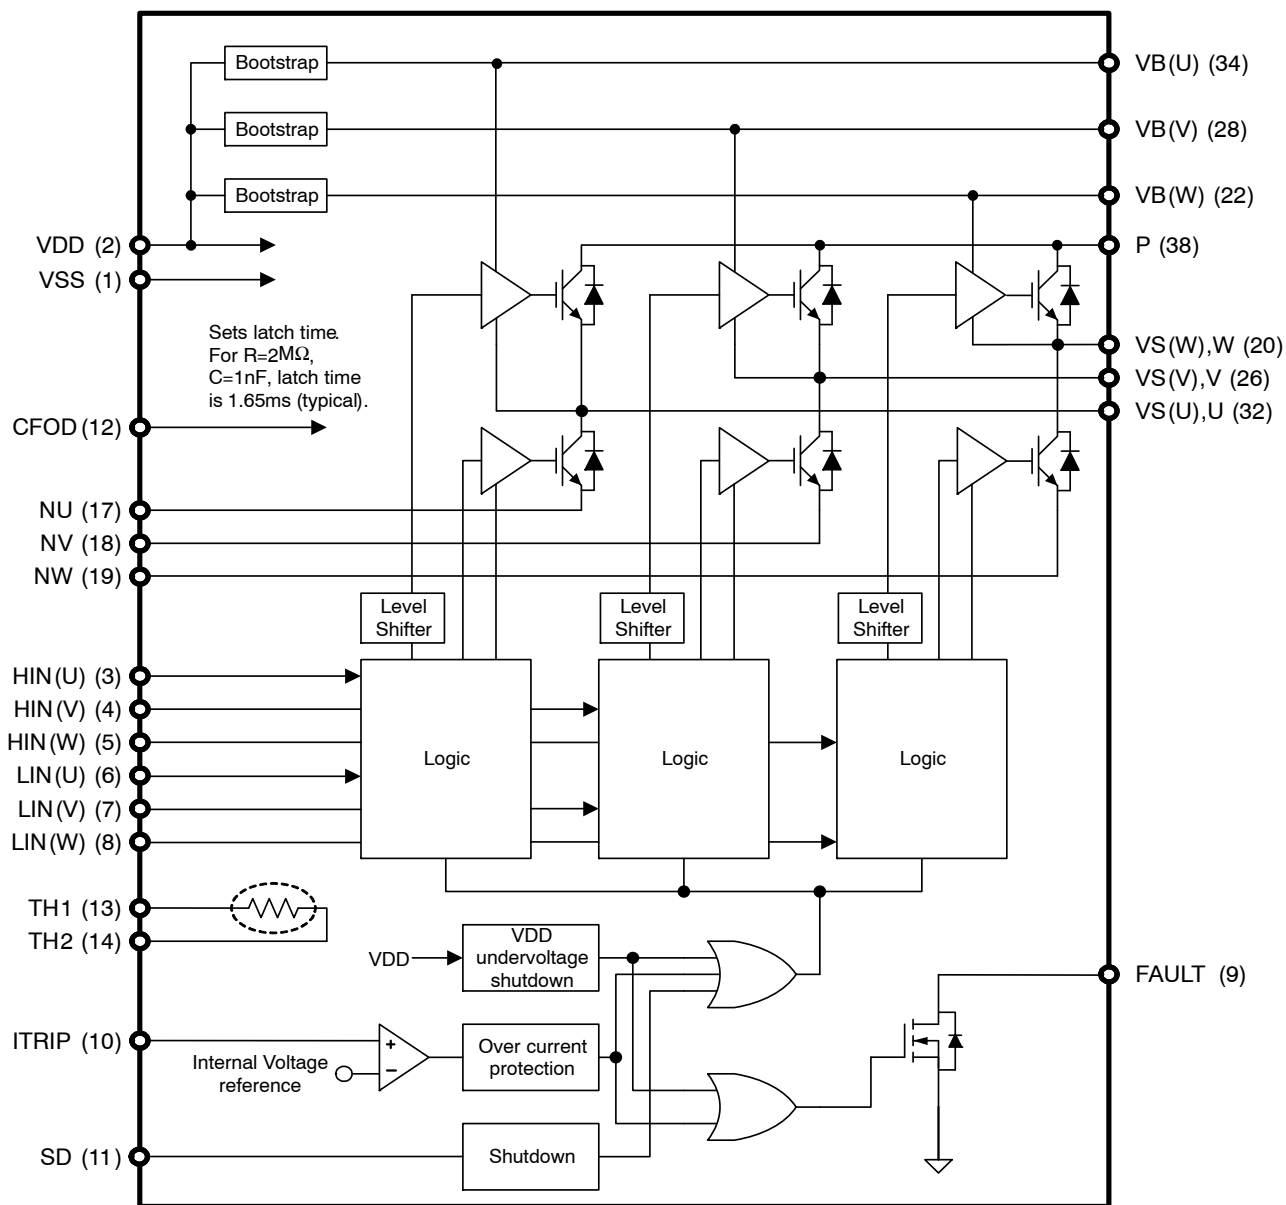 Bootstrap
VB(U) (34)
Bootstrap
VB(V) (28)
Bootstrap
VB(W) (22)
VDD (2)
P (38)
VSS (1)
Sets latch time.
For R=2MΩ,
C=1nF, latch time
is 1.65ms (typical).
VS(W),W (20)
VS(V),V (26)
VS(U),U (32)
CFOD (12)
NU (17)
NV (18)
NW (19)
Level
Shifter
Level
Shifter
Level
Shifter
HIN(U) (3)
HIN(V) (4)
HIN(W) (5)
LIN(U) (6)
LIN(V) (7)
LIN(W) (8)
Logic
Logic
Logic
TH1 (13)
TH2 (14)
VDD
VDD
undervoltage
shutdown
FAULT (9)
ITRIP (10)
+
−
Internal Voltage
reference
Over current
protection
SD (11)
Shutdown